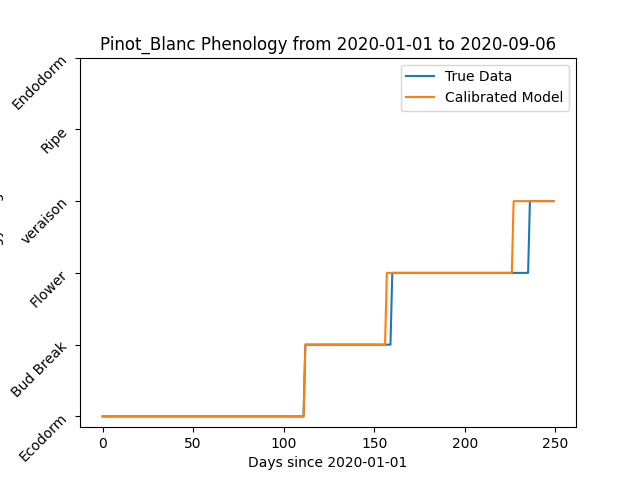 Pinot_Blanc Phenology from 2020-01-01 to 2020-09-06
True Data
Calibrated Model
Endodorm
Ripe
veraison
Flower
Bud Break
Ecodorm
0 50 100 150 200 250
Days since 2020-01-01